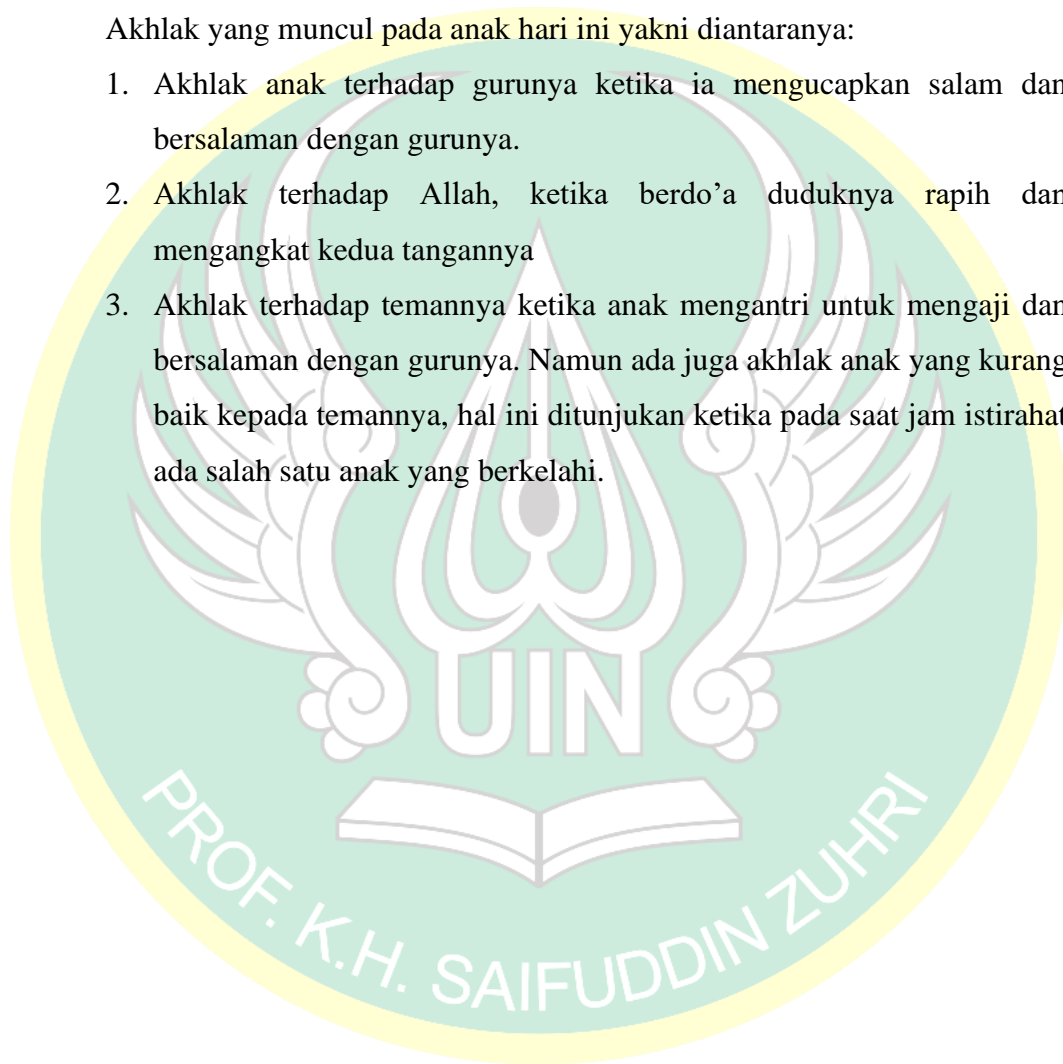 Akhlak yang muncul pada anak hari ini yakni diantaranya:
1. Akhlak anak terhadap gurunya ketika ia mengucapkan salam dan
bersalaman dengan gurunya.
2. Akhlak terhadap Allah, ketika berdo’a duduknya rapih dan
mengangkat kedua tangannya
3. Akhlak terhadap temannya ketika anak mengantri untuk mengaji dan
bersalaman dengan gurunya. Namun ada juga akhlak anak yang kurang
baik kepada temannya, hal ini ditunjukan ketika pada saat jam istirahat
ada salah satu anak yang berkelahi.
UIN
PROF. K.H. SAIFUDDIN ZUHRI